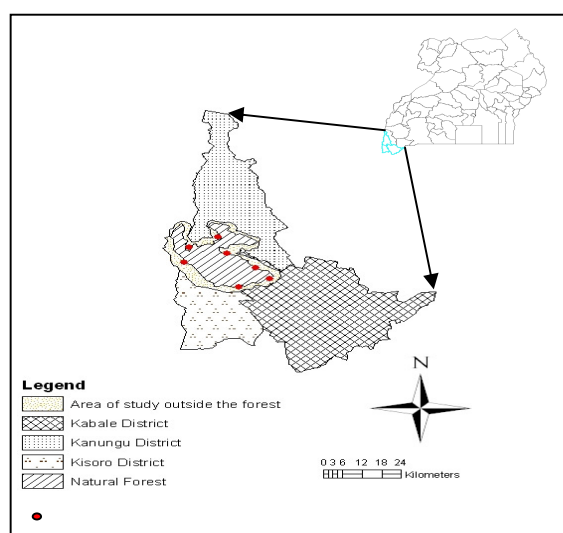 N
Legend
Area of study outside the forest
Kabale District
Kanungu District
Kisoro District
Natural Forest
0 3 6 12 18 24
Kilometers